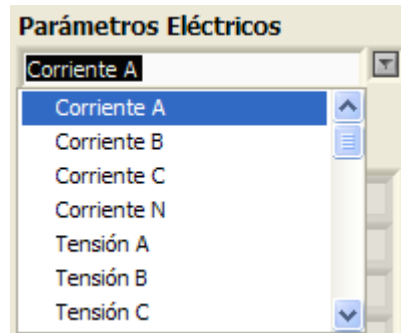 Parámetros Eléctricos
Corriente A
Corriente A
Corriente B
Corriente C
Corriente N
Tensión A
Tensión B
Tensión C